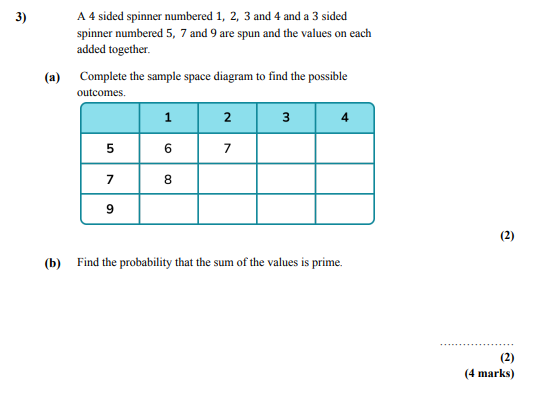 3) A 4 sided spinner numbered 1, 2, 3 and 4 and a 3 sided
spinner numbered 5, 7 and 9 are spun and the values on each
added together.
(a) Complete the sample space diagram to find the possible
outcomes.
1 2 3 4
5 6 7
7 8
9
(2)
(b) Find the probability that the sum of the values is prime.
...................
(2)
(4 marks)